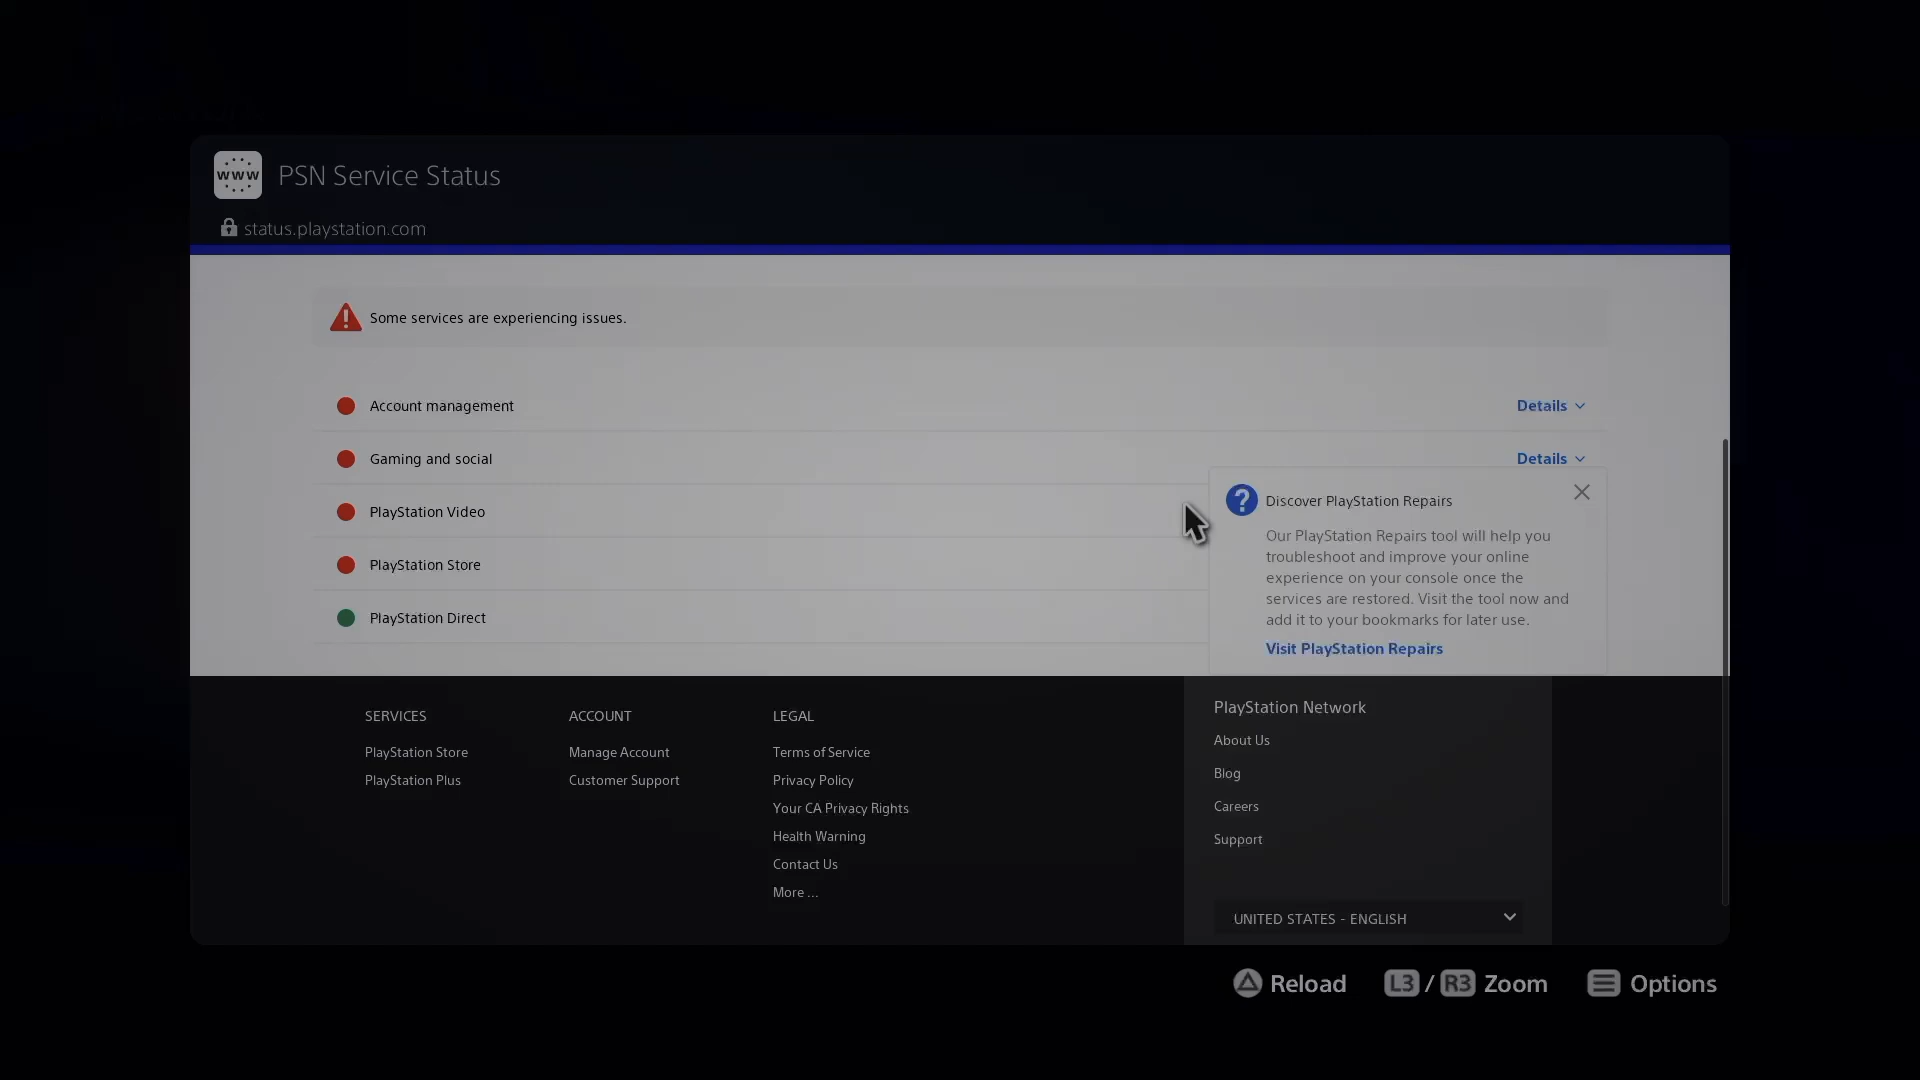 www
PSN Service Status
status.playstation.com
Some services are experiencing issues.
Account management
Details
Gaming and social
Details
PlayStation Video
PlayStation Store
PlayStation Direct
Discover PlayStation Repairs
Our PlayStation Repairs tool will help you
troubleshoot and improve your online
experience on your console once the
services are restored. Visit the tool now and
add it to your bookmarks for later use.
Visit PlayStation Repairs
SERVICES
PlayStation Store
PlayStation Plus
ACCOUNT
Manage Account
Customer Support
LEGAL
Terms of Service
Privacy Policy
Your CA Privacy Rights
Health Warning
Contact Us
More ...
PlayStation Network
About Us
Blog
Careers
Support
UNITED STATES - ENGLISH
Reload
L3 / R3 Zoom
Options